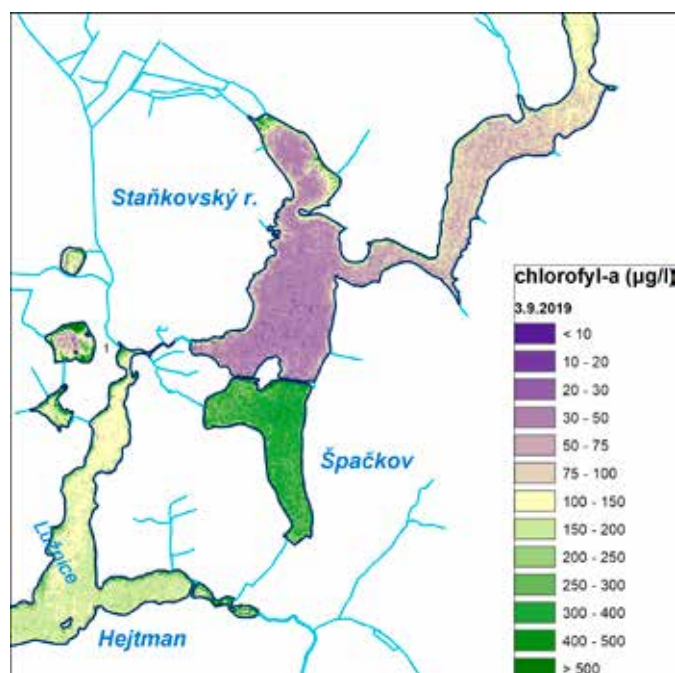 Staňkovský r.
1
Špačkov
Lužnice
Hejtman
chlorofyl-a (µg/l)
3.9.2019
< 10
10 - 20
20 - 30
30 - 50
50 - 75
75 - 100
100 - 150
150 - 200
200 - 250
250 - 300
300 - 400
400 - 500
> 500